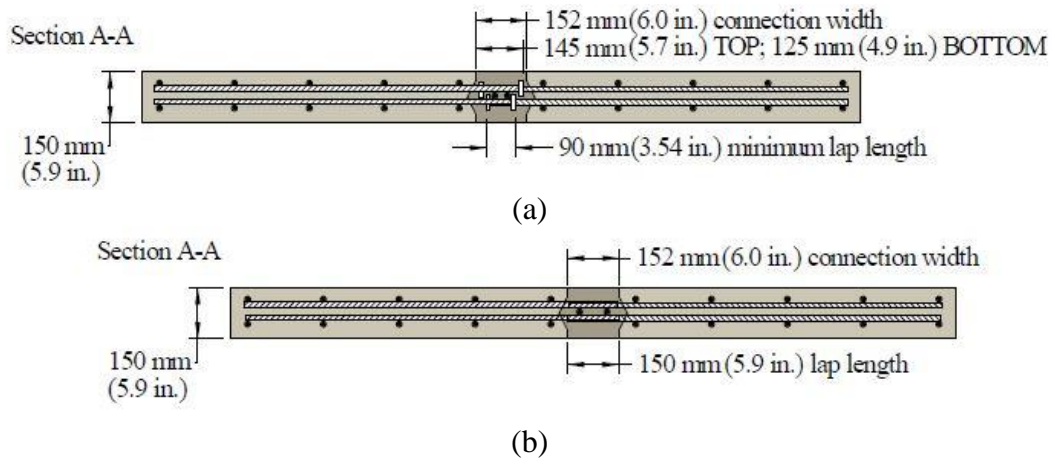 Section A-A
152 mm (6.0 in.) connection width
145 mm (5.7 in.) TOP; 125 mm (4.9 in.) BOTTOM
150 mm
(5.9 in.)
90 mm (3.54 in.) minimum lap length
(a)
Section A-A
152 mm (6.0 in.) connection width
150 mm
(5.9 in.)
150 mm (5.9 in.) lap length
(b)